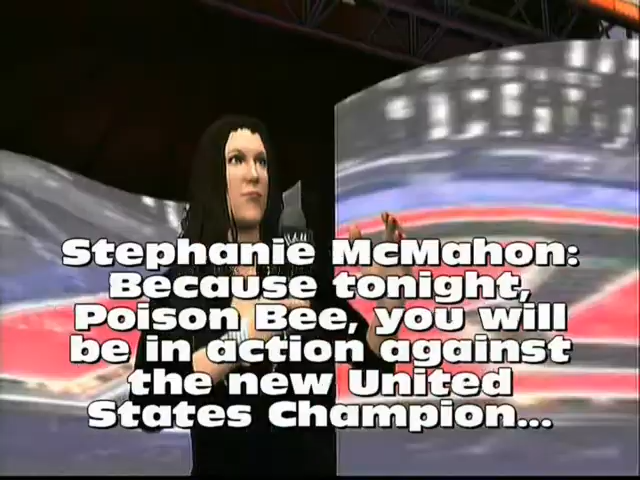 Stephanie McMahon:
Because tonight,
Poison Bee, you will
be in action against
the new United
States Champion...